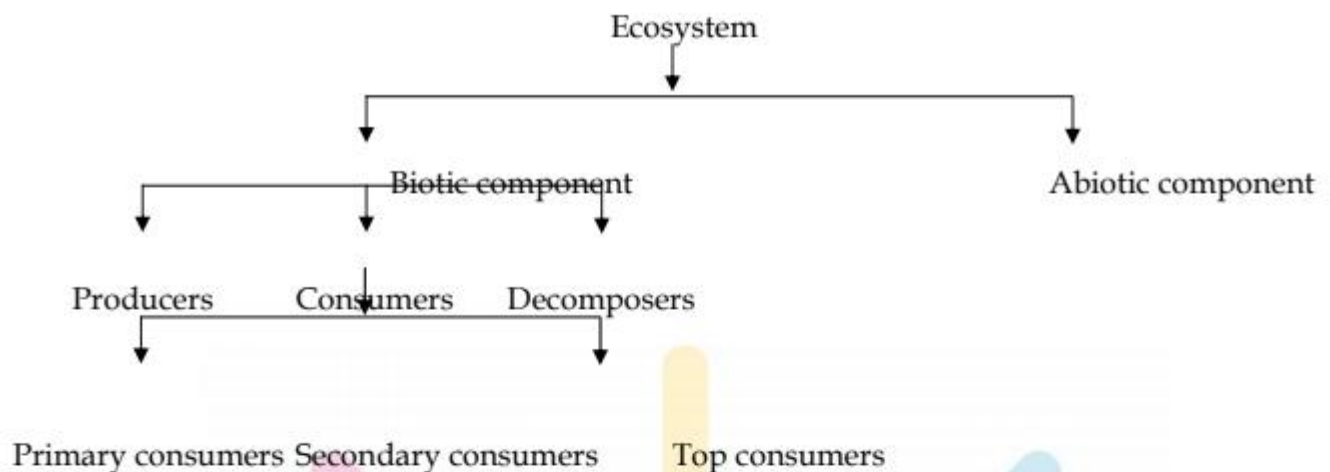 Ecosystem
Biotic component Abiotic component
Producers Consumers Decomposers
Primary consumers Secondary consumers Top consumers